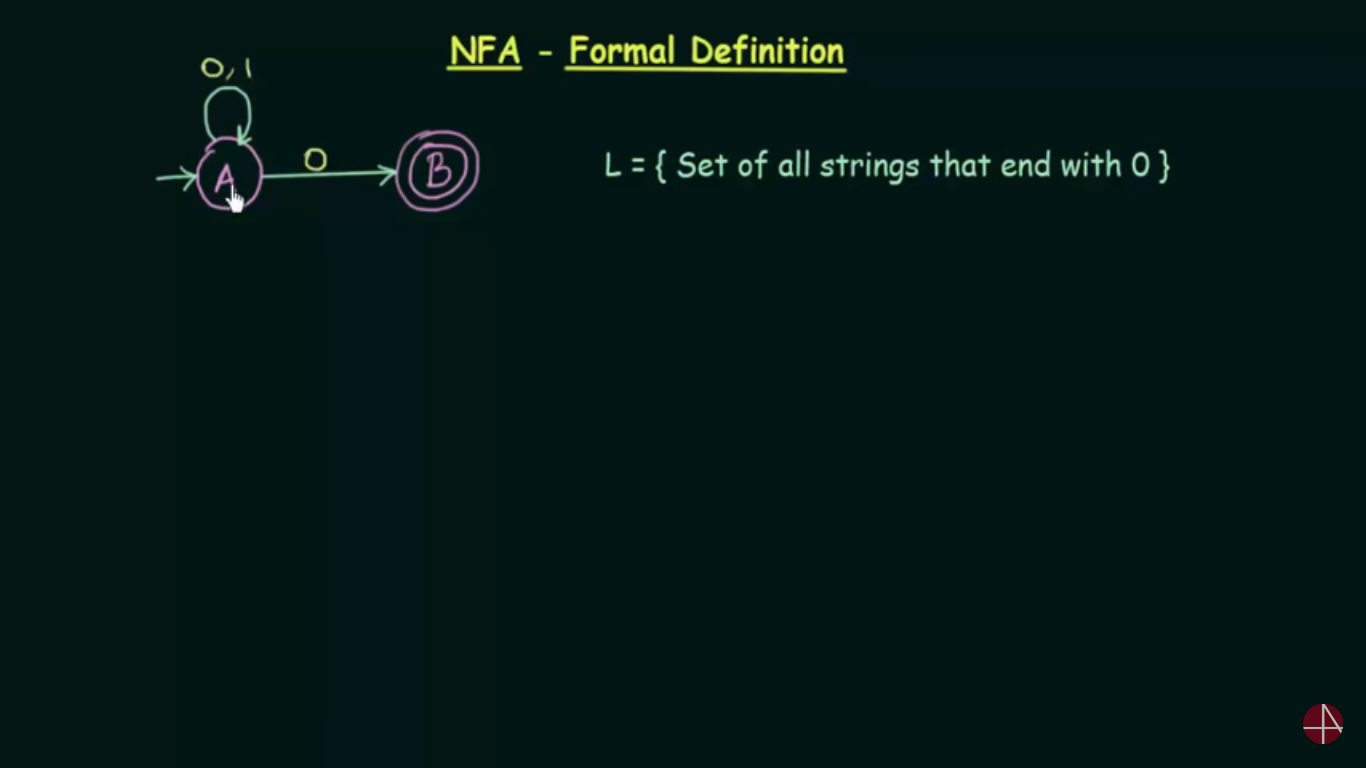 NFA - Formal Definition
0, 1
0
A
B
L = { Set of all strings that end with 0 }